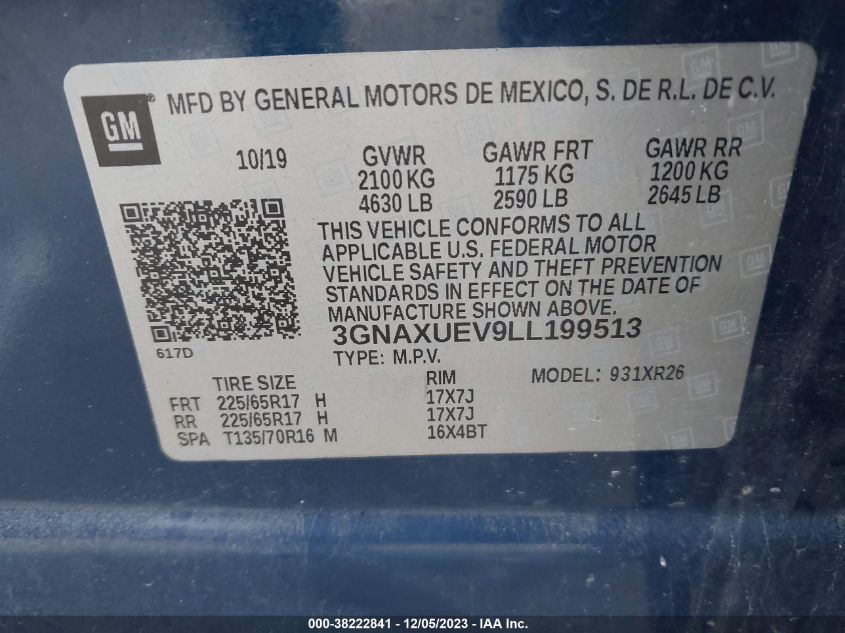 GM®
MFD BY GENERAL MOTORS DE MEXICO, S. DE R.L. DE C.V.
10/19 GVWR GAWR FRT GAWR RR
2100 KG 1175 KG 1200 KG
4630 LB 2590 LB 2645 LB
THIS VEHICLE CONFORMS TO ALL
APPLICABLE U.S. FEDERAL MOTOR
VEHICLE SAFETY AND THEFT PREVENTION
STANDARDS IN EFFECT ON THE DATE OF
MANUFACTURE SHOWN ABOVE.
617D
3GNAXUEV9LL199513
TYPE: M.P.V.
MODEL: 931XR26
TIRE SIZE RIM
FRT 225/65R17 H 17X7J
RR 225/65R17 H 17X7J
SPA T135/70R16 M 16X4BT
000-38222841 - 12/05/2023 - IAA Inc.